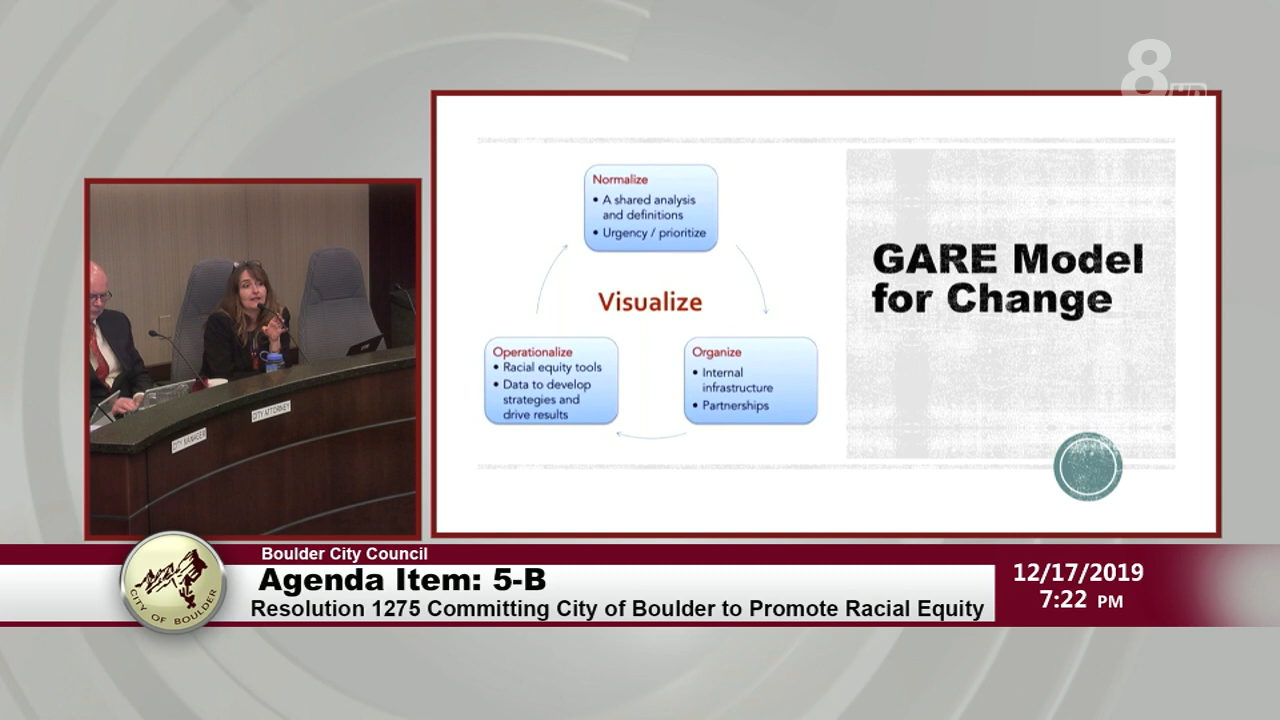 8
HD
Normalize
• A shared analysis
and definitions
• Urgency / prioritize
GARE Model
for Change
Visualize
Operationalize
• Racial equity tools
• Data to develop
strategies and
drive results
Organize
• Internal
infrastructure
• Partnerships
CITY MANAGER
CITY ATTORNEY
Boulder City Council
Agenda Item: 5-B
Resolution 1275 Committing City of Boulder to Promote Racial Equity
12/17/2019
7:22 PM
CITY OF BOULDER